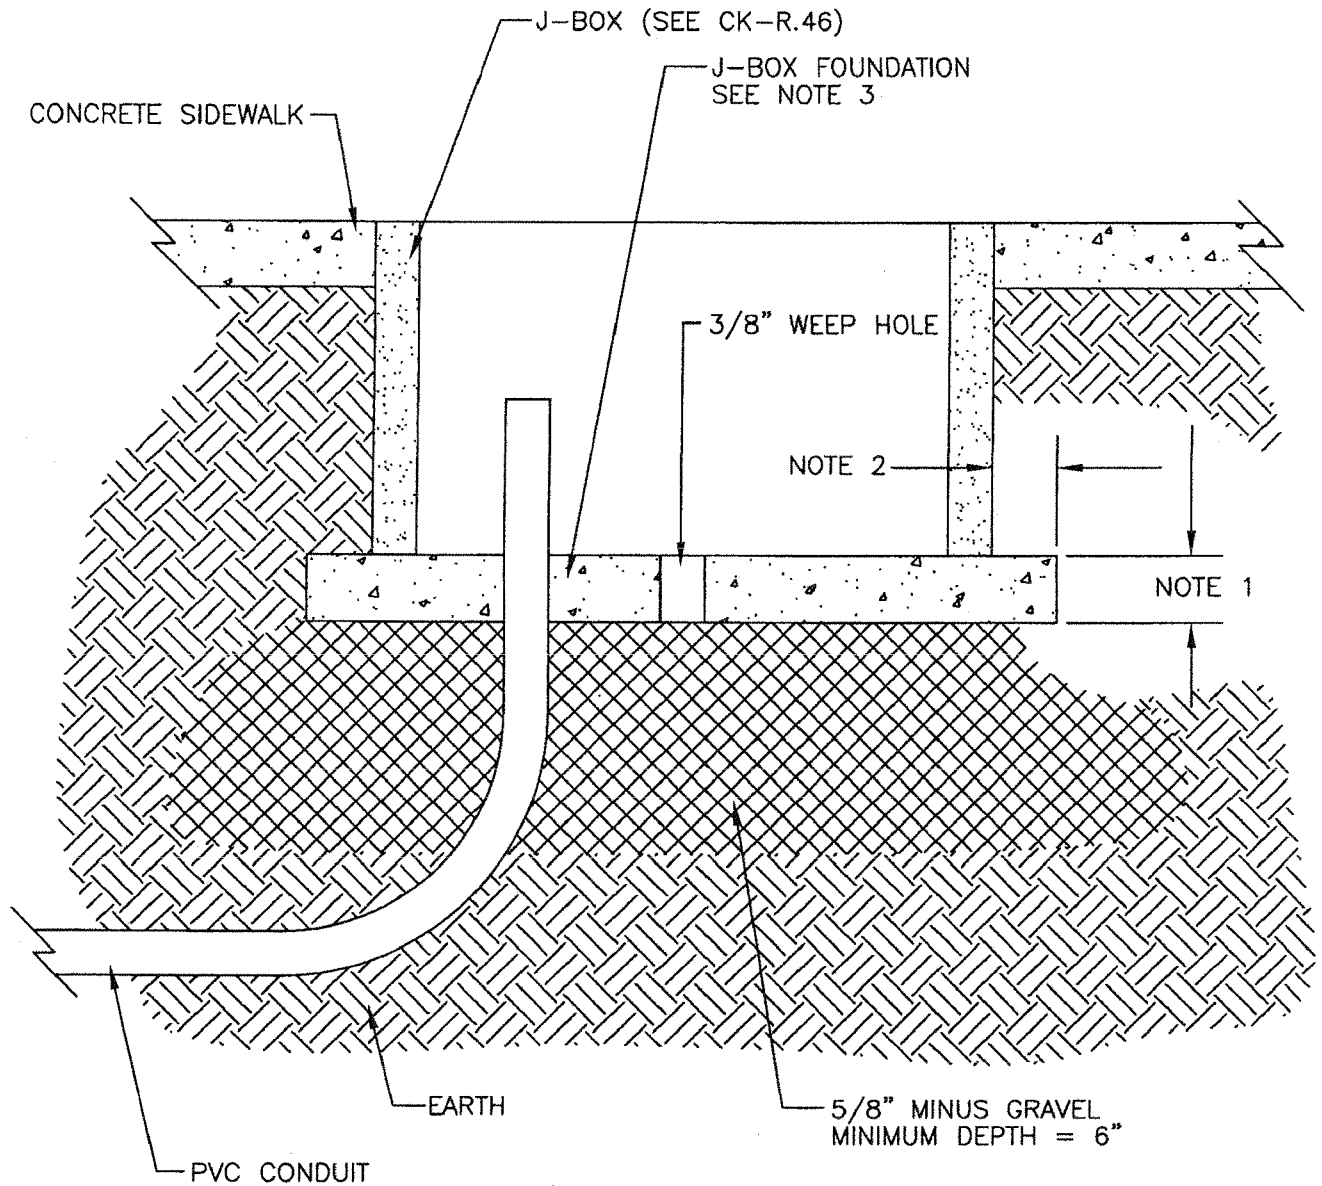 J-BOX (SEE CK-R.46)
J-BOX FOUNDATION
SEE NOTE 3
CONCRETE SIDEWALK
3/8" WEEP HOLE
NOTE 2
NOTE 1
EARTH
5/8" MINUS GRAVEL
MINIMUM DEPTH = 6"
PVC CONDUIT